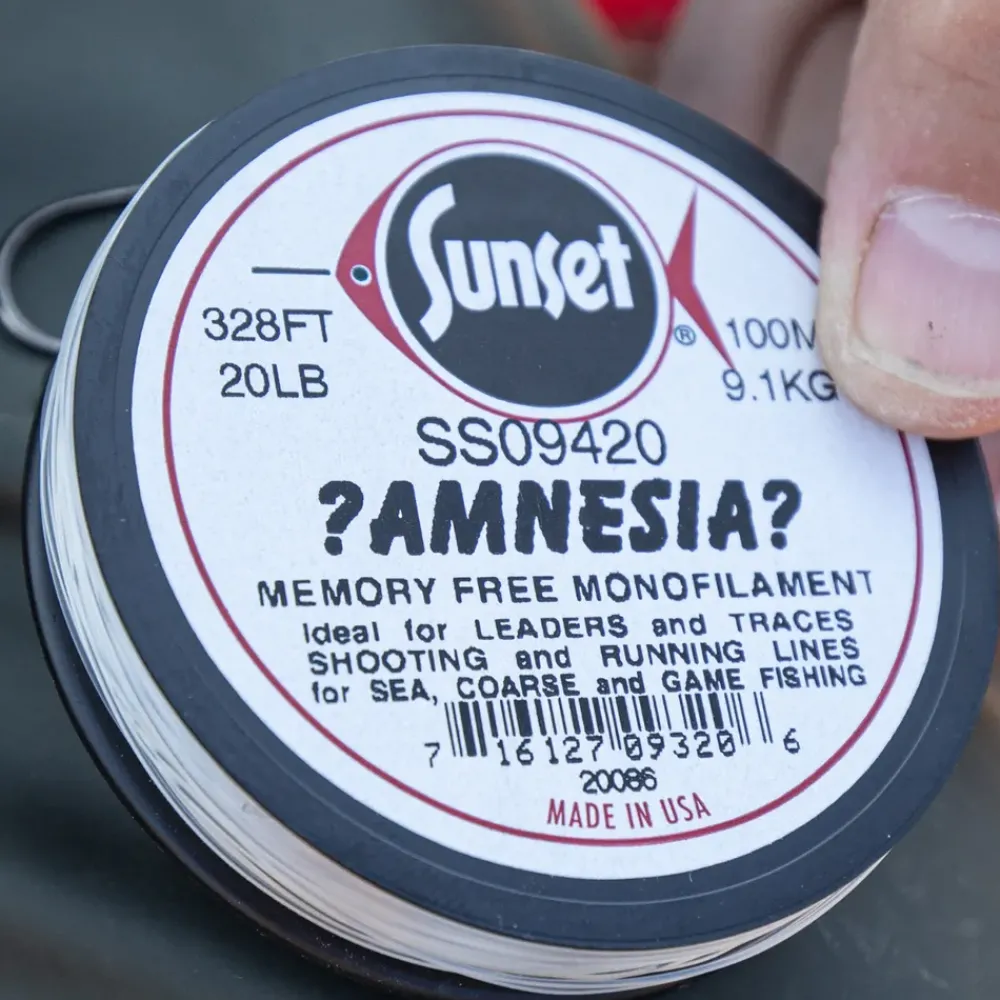 Sunset
®
328FT 100M
20LB 9.1KG
SS09420
?AMNESIA?
MEMORY FREE MONOFILAMENT
Ideal for LEADERS and TRACES
SHOOTING and RUNNING LINES
for SEA, COARSE and GAME FISHING
7 16127 09320 6
20086
MADE IN USA